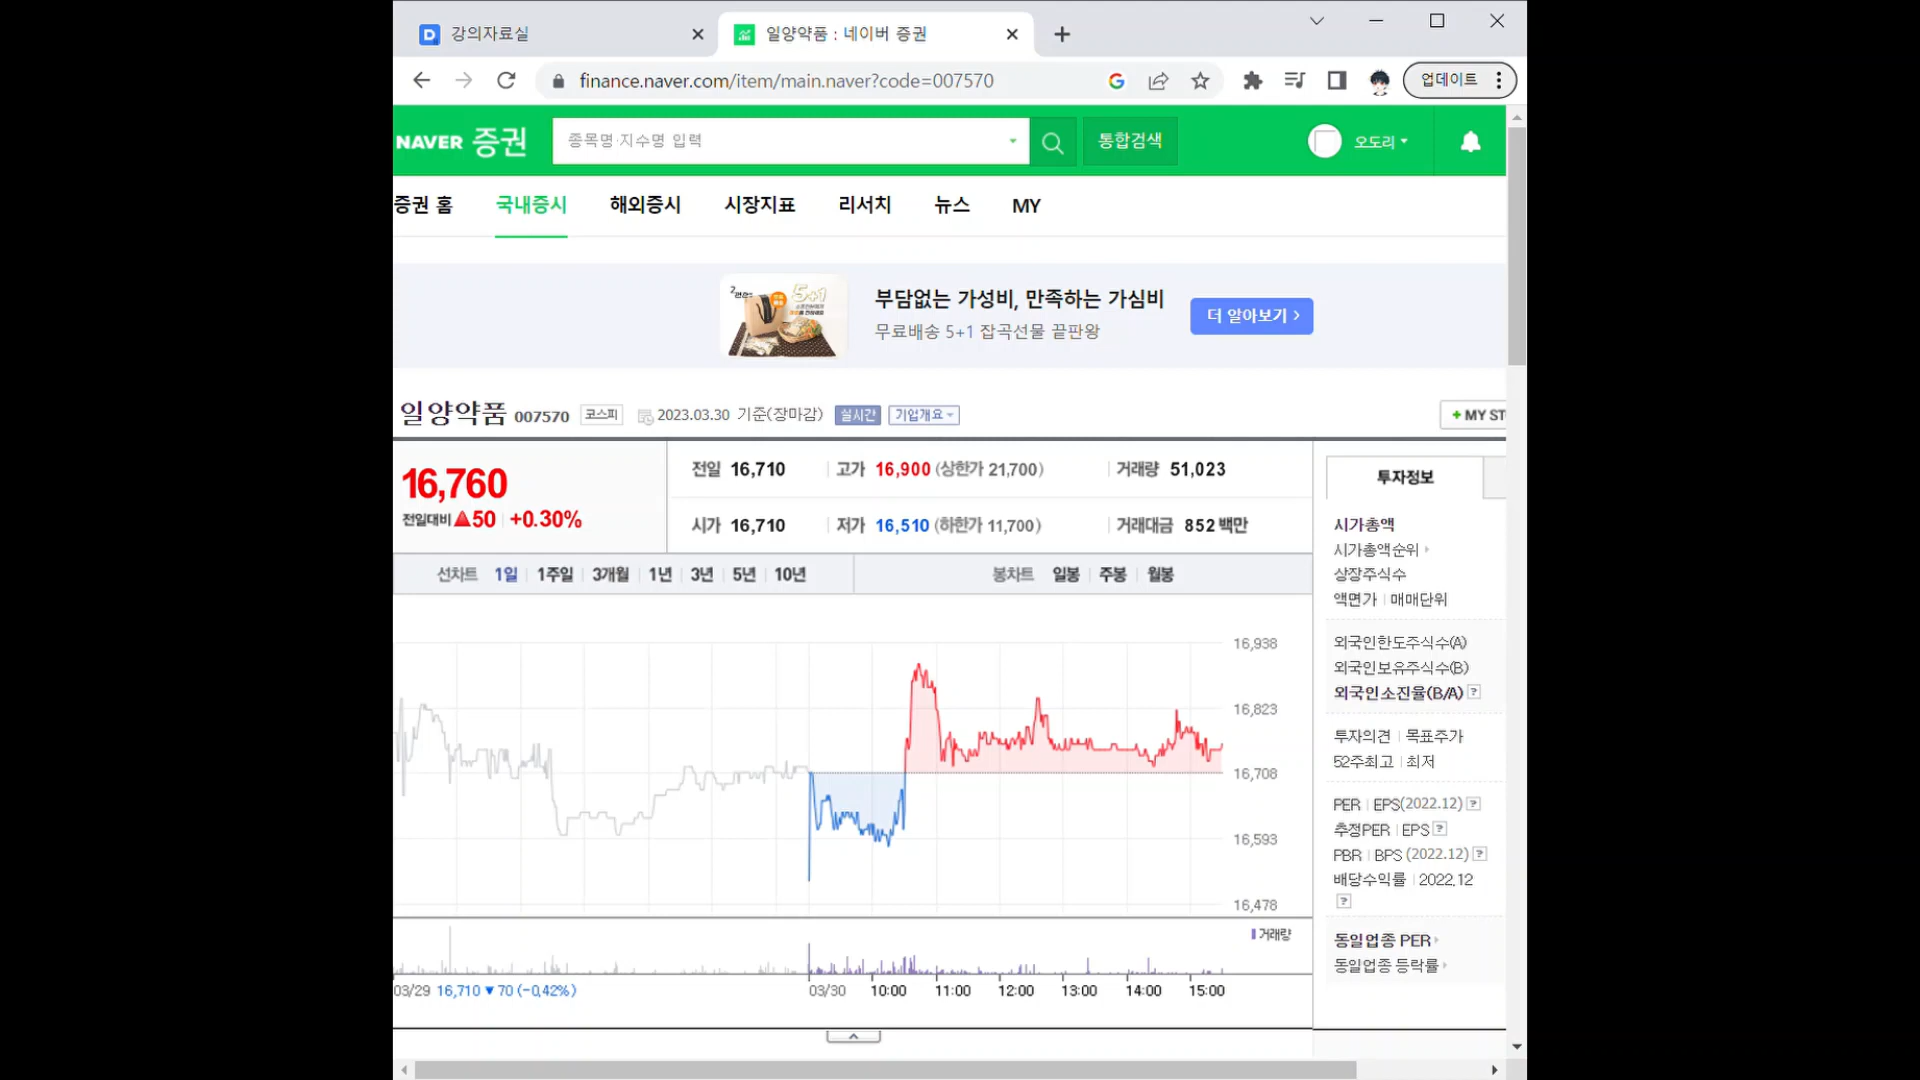 강의자료실
일양약품 : 네이버 증권
finance.naver.com/item/main.naver?code=007570
업데이트
NAVER 증권
종목명·지수명 입력
통합검색
오도리
증권 홈 국내증시 해외증시 시장지표 리서치 뉴스 MY
5+1
부담없는 가성비, 만족하는 가심비
무료배송 5+1 잡곡선물 끝판왕
더 알아보기
일양약품 007570 코스피 2023.03.30 기준(장마감) 실시간 기업개요
+ MY ST
16,760
전일대비 ▲50 +0.30%
전일 16,710 고가 16,900 (상한가 21,700) 거래량 51,023
시가 16,710 저가 16,510 (하한가 11,700) 거래대금 852 백만
선차트 1일 1주일 3개월 1년 3년 5년 10년
봉차트 일봉 주봉 월봉
16,938
16,823
16,708
16,593
16,478
거래량
03/29 16,710 ▼70 (-0.42%)
03/30 10:00 11:00 12:00 13:00 14:00 15:00
투자정보
시가총액
시가총액순위
상장주식수
액면가 매매단위
외국인한도주식수(A)
외국인보유주식수(B)
외국인소진율(B/A) ?
투자의견 목표주가
52주최고 최저
PER EPS(2022.12) ?
추정PER EPS ?
PBR BPS (2022.12) ?
배당수익률 2022.12
?
동일업종 PER
동일업종 등락률